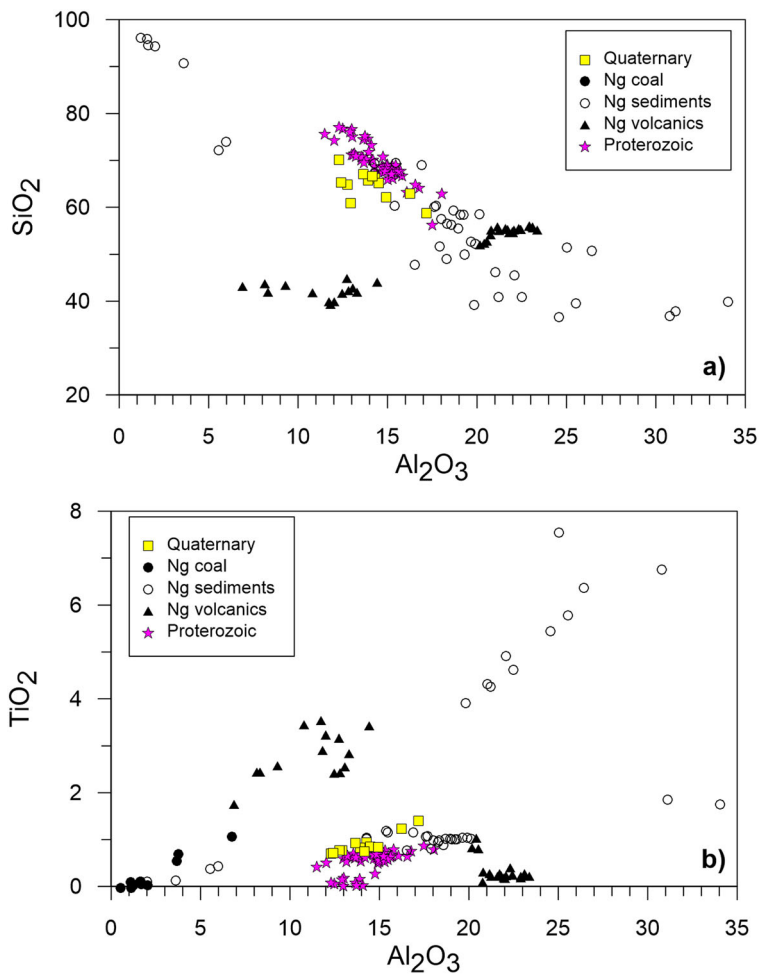 100
80
60
40
20
SiO2
Quaternary
Ng coal
Ng sediments
Ng volcanics
Proterozoic
a)
0 5 10 15 20 25 30 35
Al2O3
8
6
4
2
0
TiO2
Quaternary
Ng coal
Ng sediments
Ng volcanics
Proterozoic
b)
0 5 10 15 20 25 30 35
Al2O3